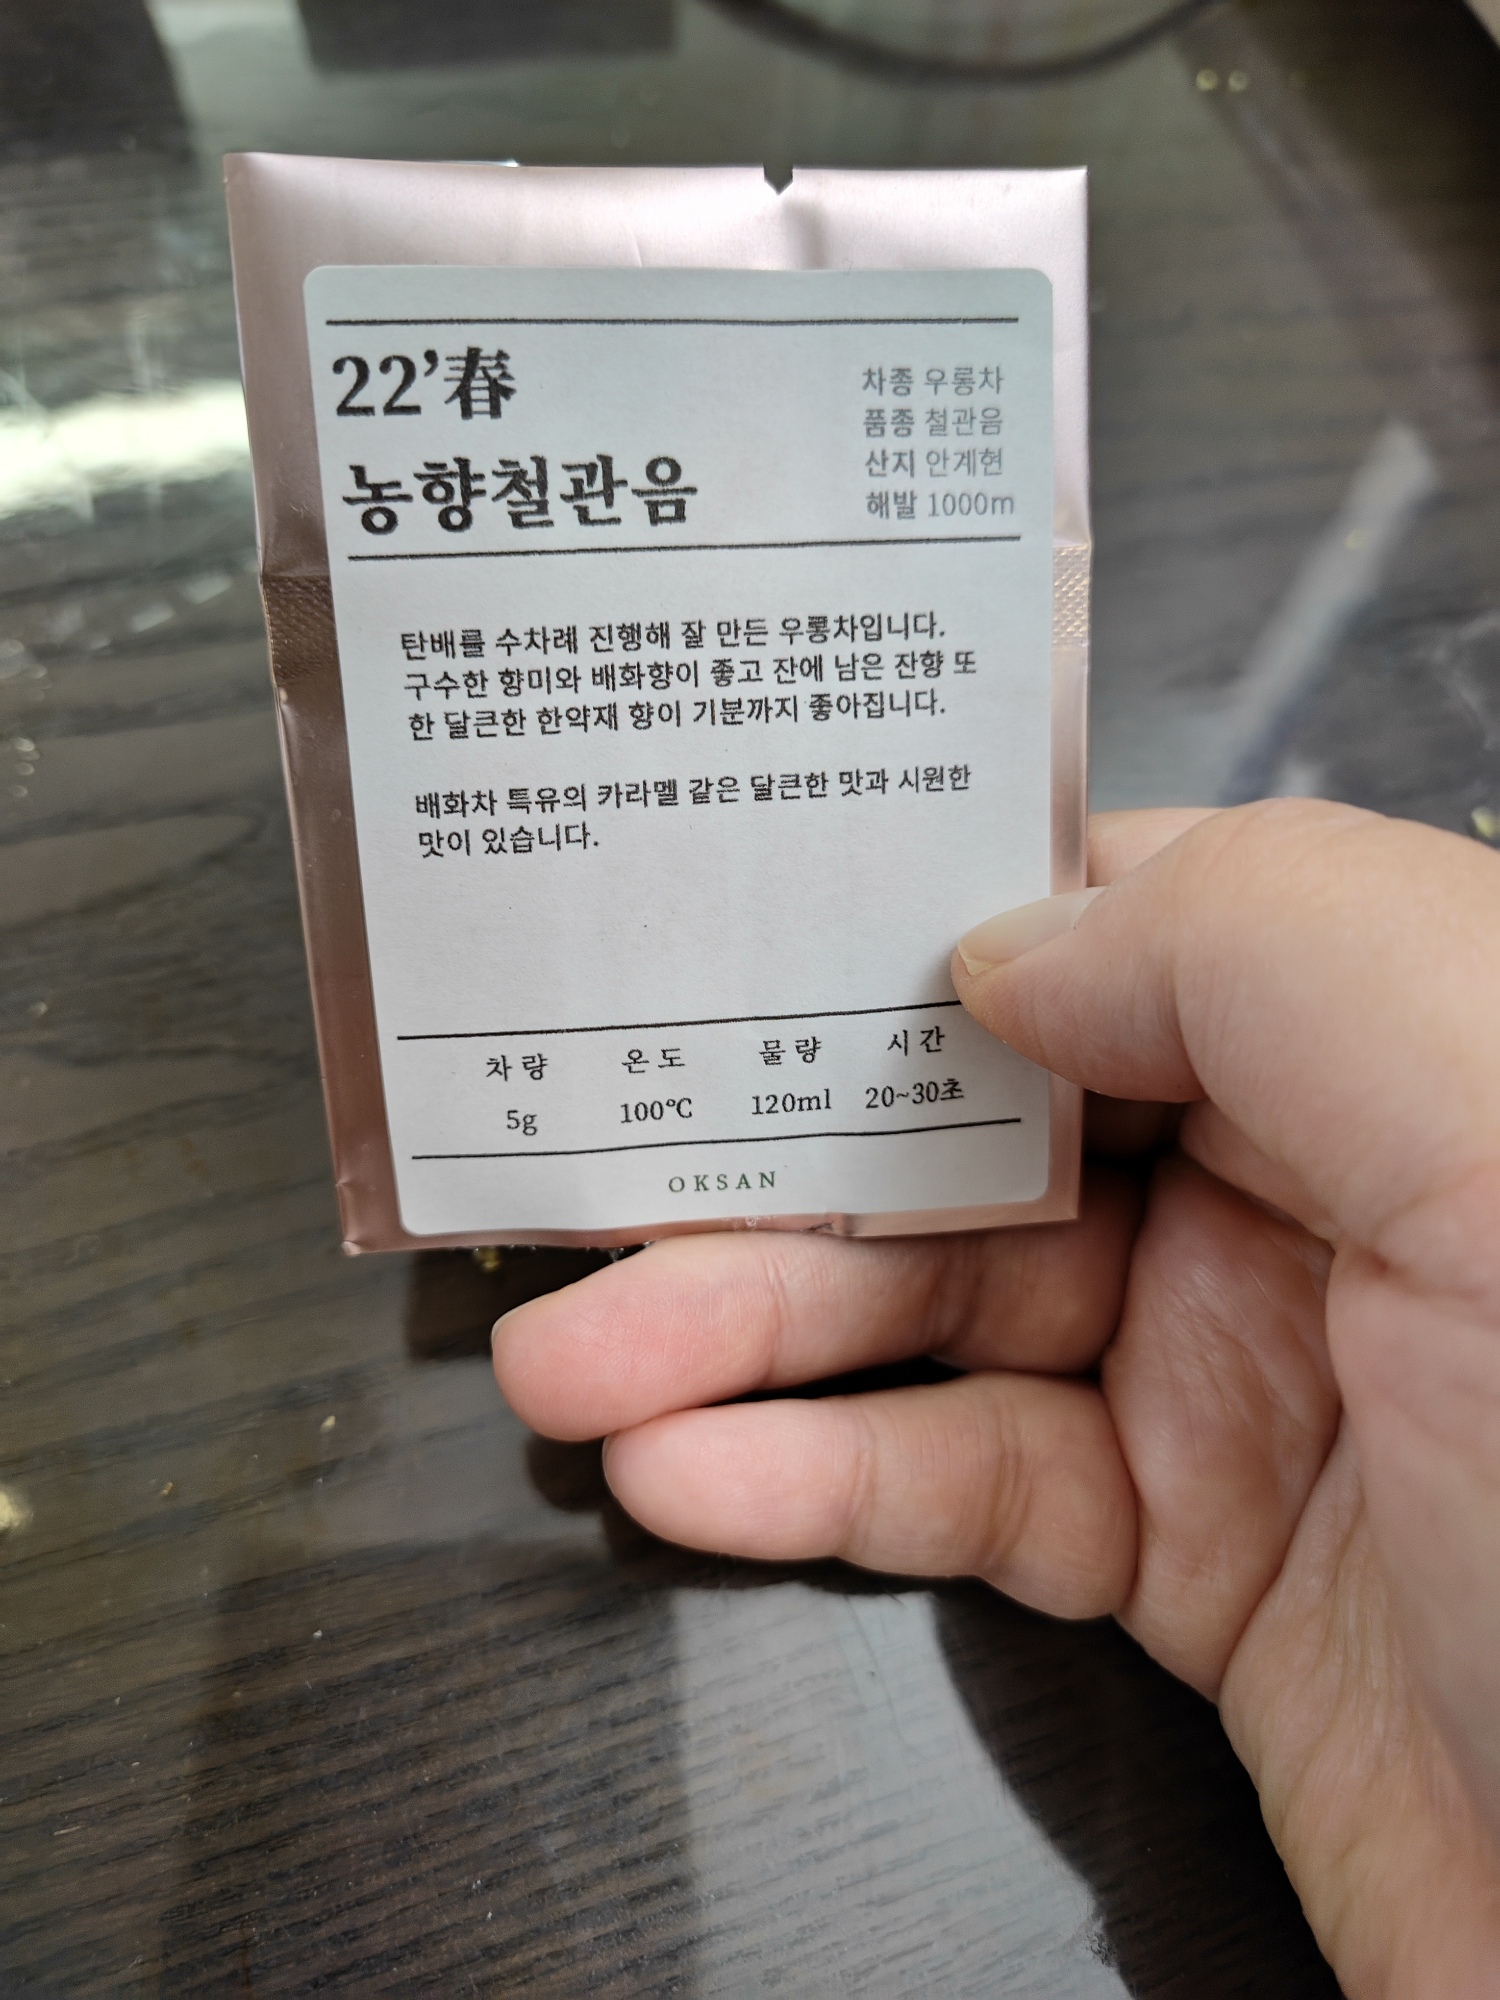 22’春
농향철관음
차종 우롱차
품종 철관음
산지 안계현
해발 1000m
탄배를 수차례 진행해 잘 만든 우롱차입니다.
구수한 향미와 배화향이 좋고 잔에 남은 잔향 또
한 달큰한 한약재 향이 기분까지 좋아집니다.
배화차 특유의 카라멜 같은 달큰한 맛과 시원한
맛이 있습니다.
차량 온도 물량 시간
5g 100℃ 120ml 20~30초
OKSAN